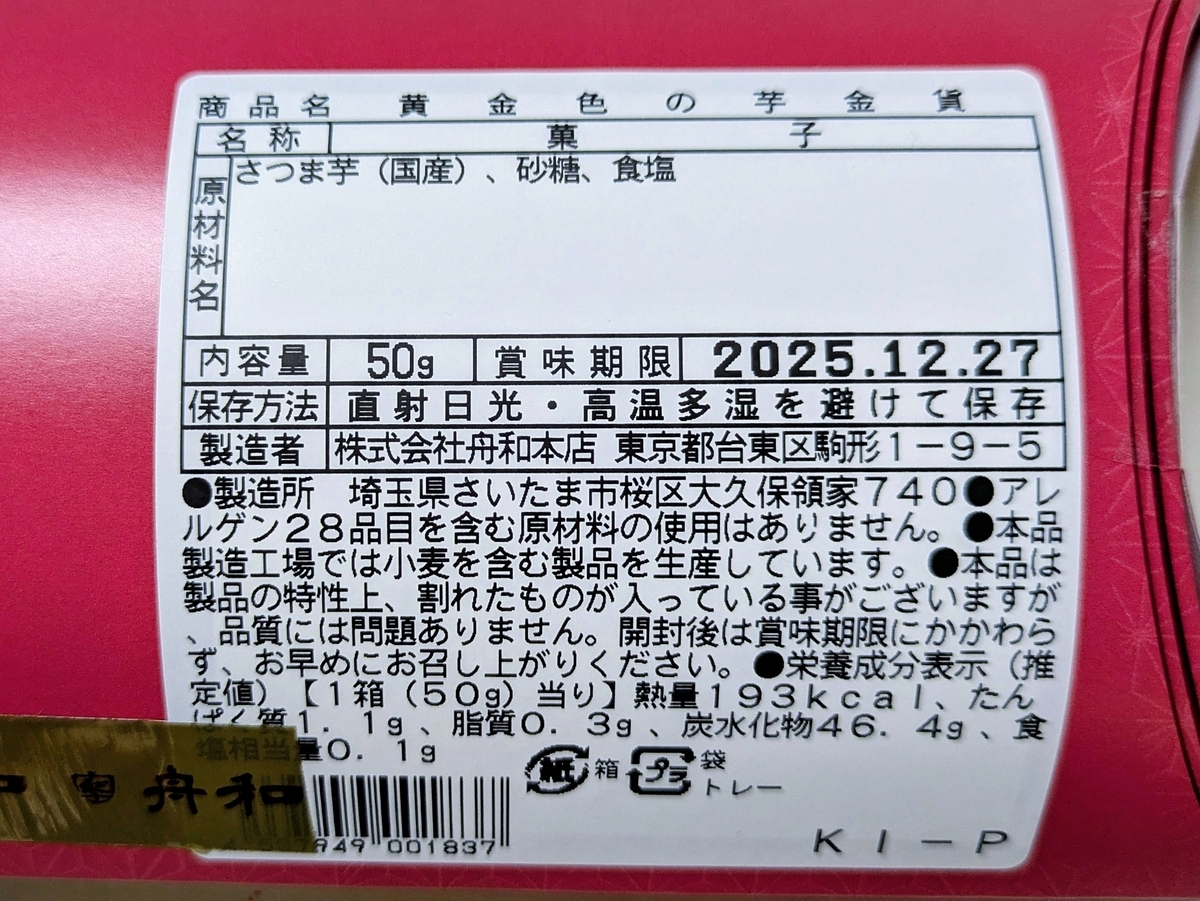 商品名 黄金色の芋金貨
名称 菓子
原材料名 さつま芋（国産）、砂糖、食塩
内容量 50g 賞味期限 2025.12.27
保存方法 直射日光・高温多湿を避けて保存
製造者 株式会社舟和本店 東京都台東区駒形1－9－5
●製造所 埼玉県さいたま市桜区大久保領家740●アレ
ルゲン28品目を含む原材料の使用はありません。●本品
製造工場では小麦を含む製品を生産しています。●本品は
製品の特性上、割れたものが入っている事がございますが
、品質には問題ありません。開封後は賞味期限にかかわら
ず、お早めにお召し上がりください。●栄養成分表示（推
定値）【1箱（50g）当り】熱量193kcal、たん
ぱく質1．1g、脂質0．3g、炭水化物46．4g、食
塩相当量0．1g
紙 箱 プラ 袋
トレー
舟和
949 001837
KI－P